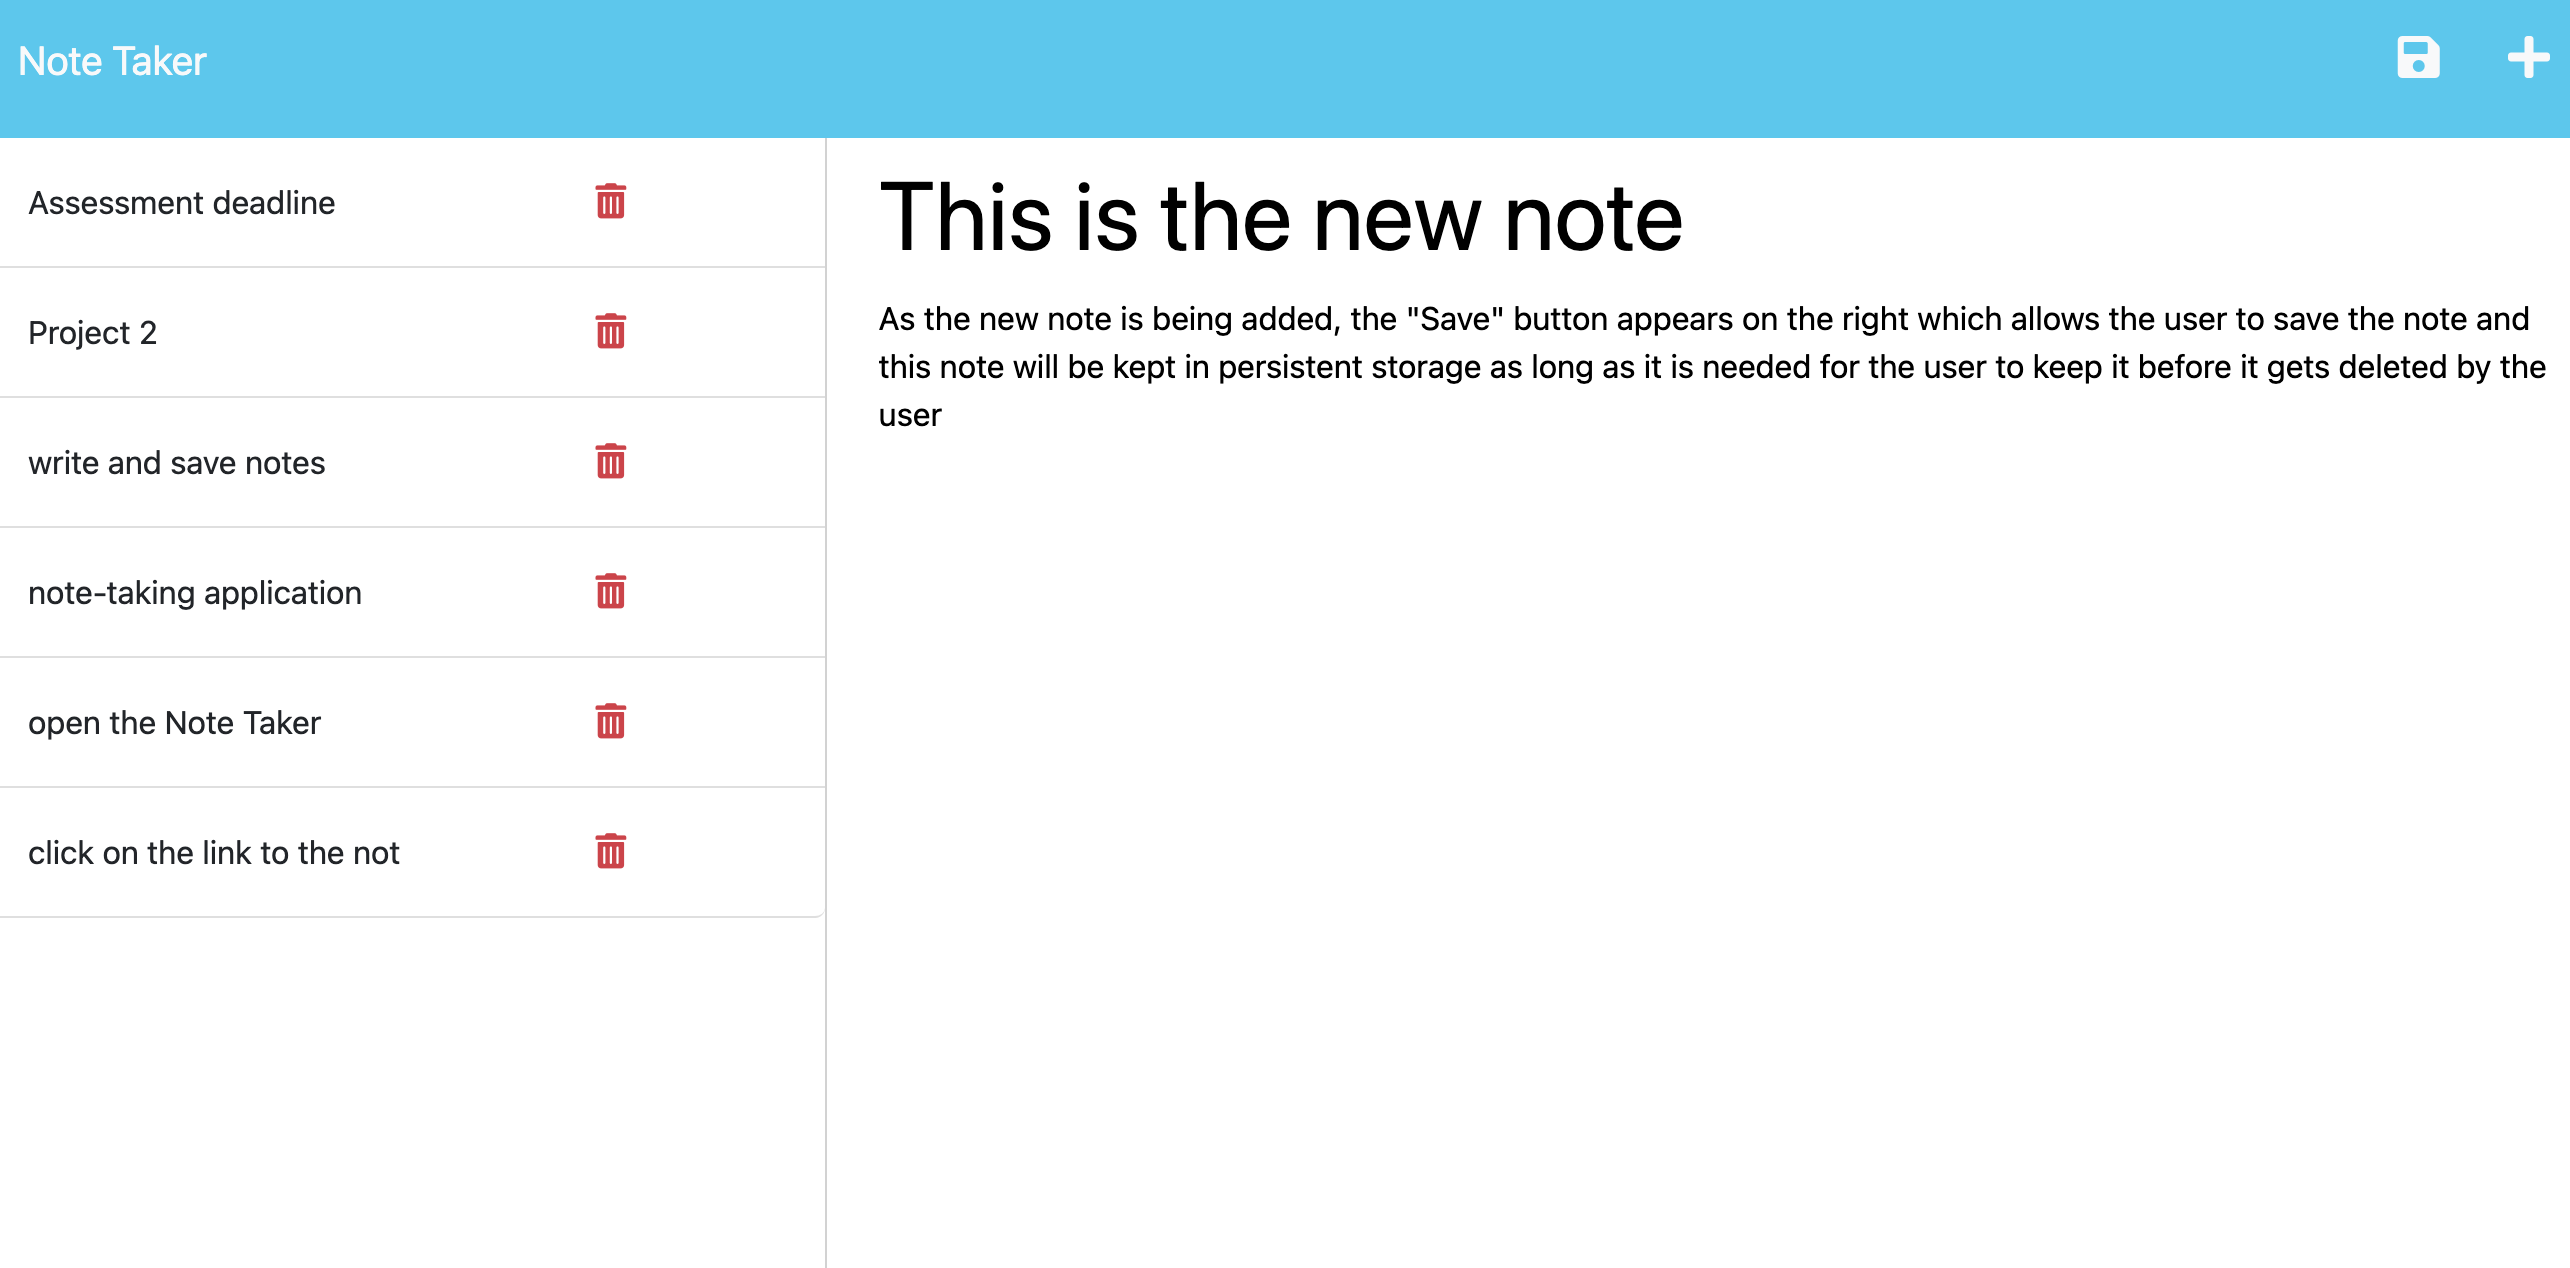 Note Taker
Assessment deadline
Project 2
write and save notes
note-taking application
open the Note Taker
click on the link to the not
This is the new note
As the new note is being added, the "Save" button appears on the right which allows the user to save the note and
this note will be kept in persistent storage as long as it is needed for the user to keep it before it gets deleted by the
user